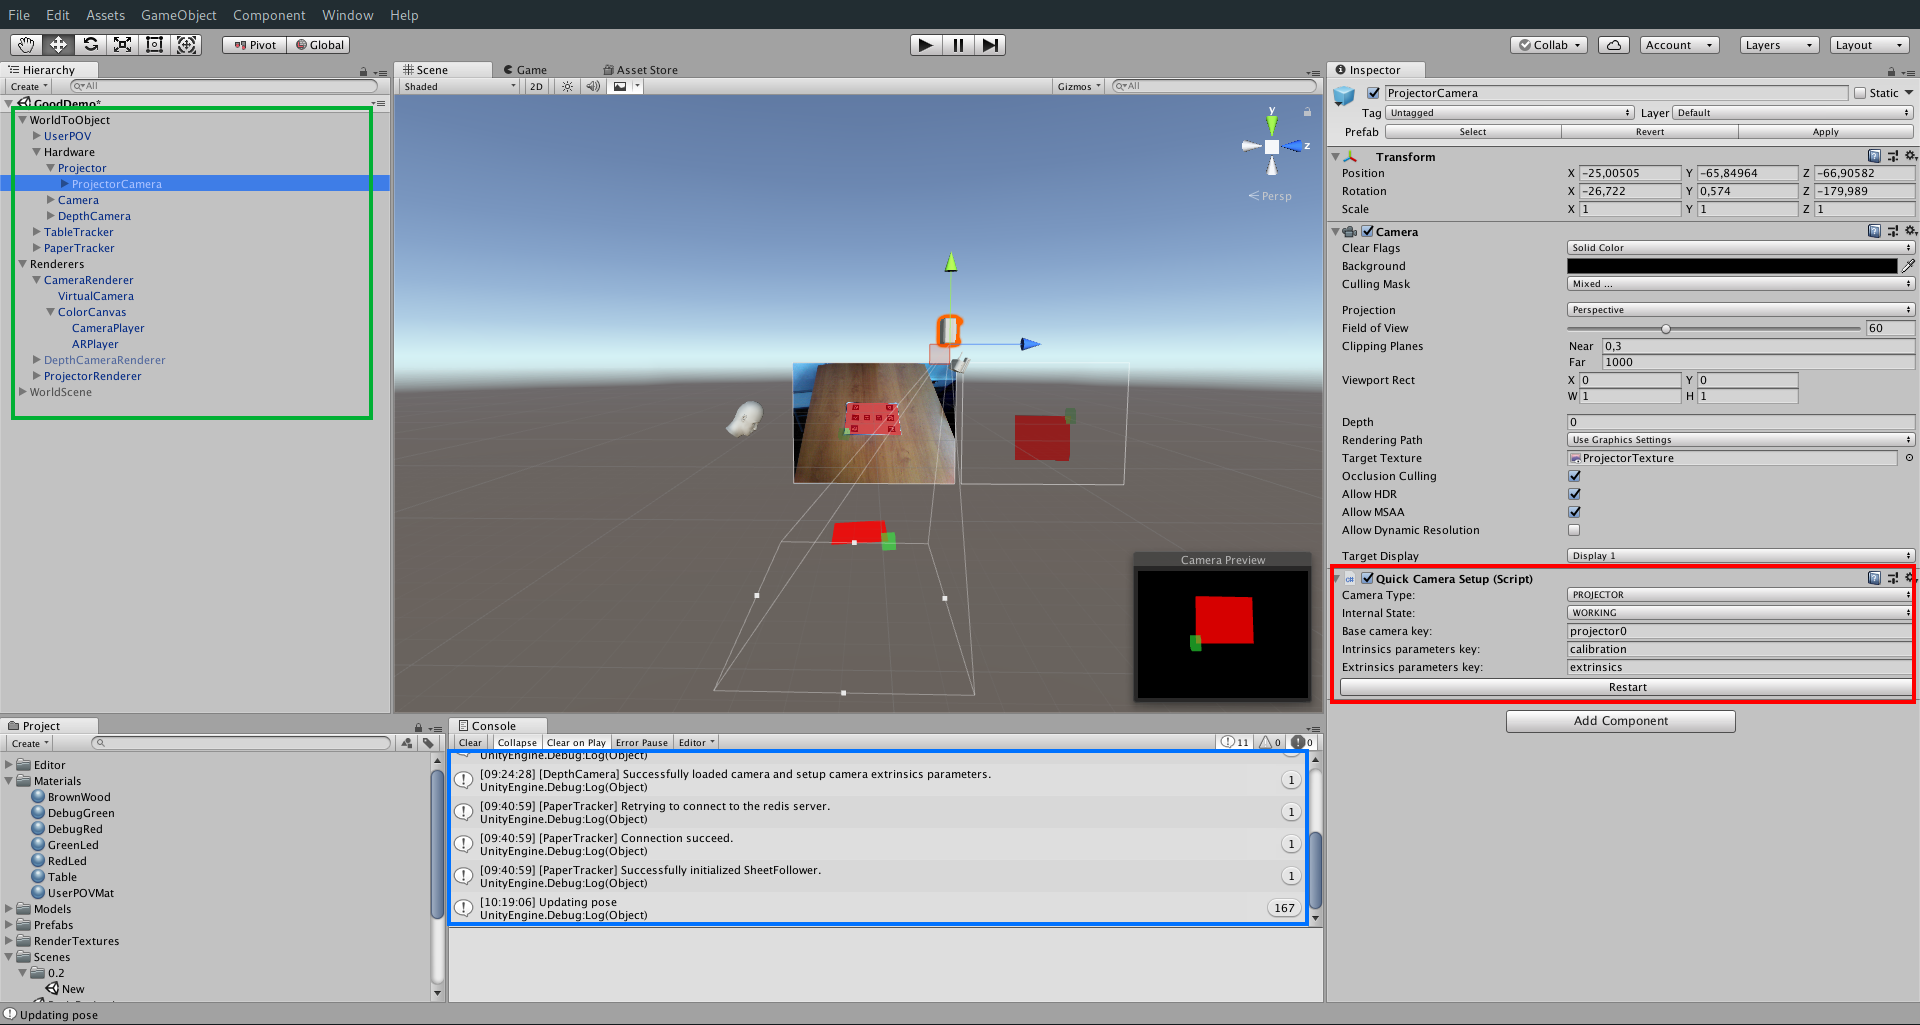 File Edit Assets GameObject Component Window Help
Pivot Global Collab Account Layers Layout
Hierarchy
Create All
GoodDemo*
WorldToObject
UserPOV
Hardware
Projector
ProjectorCamera
Camera
DepthCamera
TableTracker
PaperTracker
Renderers
CameraRenderer
VirtualCamera
ColorCanvas
CameraPlayer
ARPlayer
DepthCameraRenderer
ProjectorRenderer
WorldScene
Scene Game Asset Store
Shaded 2D Gizmos All
y
z
Persp
Camera Preview
Inspector
ProjectorCamera Static
Tag Untagged Layer Default
Prefab Select Revert Apply
Transform
Position X -25,00505 Y -65,84964 Z -66,90582
Rotation X -26,722 Y 0,574 Z -179,989
Scale X 1 Y 1 Z 1
Camera
Clear Flags Solid Color
Background
Culling Mask Mixed ...
Projection Perspective
Field of View 60
Clipping Planes Near 0,3
Far 1000
Viewport Rect X 0 Y 0
W 1 H 1
Depth 0
Rendering Path Use Graphics Settings
Target Texture ProjectorTexture
Occlusion Culling
Allow HDR
Allow MSAA
Allow Dynamic Resolution
Target Display Display 1
Quick Camera Setup (Script)
Camera Type: PROJECTOR
Internal State: WORKING
Base camera key: projector0
Intrinsics parameters key: calibration
Extrinsics parameters key: extrinsics
Restart
Add Component
Project
Create
Editor
Materials
BrownWood
DebugGreen
DebugRed
GreenLed
RedLed
Table
UserPOVMat
Models
Prefabs
RenderTextures
Scenes
0.2
New
Console
Clear Collapse Clear on Play Error Pause Editor 11 0 0
UnityEngine.Debug:Log(Object)
[09:24:28] [DepthCamera] Successfully loaded camera and setup camera extrinsics parameters. 1
UnityEngine.Debug:Log(Object)
[09:40:59] [PaperTracker] Retrying to connect to the redis server. 1
UnityEngine.Debug:Log(Object)
[09:40:59] [PaperTracker] Connection succeed. 1
UnityEngine.Debug:Log(Object)
[09:40:59] [PaperTracker] Successfully initialized SheetFollower. 1
UnityEngine.Debug:Log(Object)
[10:19:06] Updating pose 167
UnityEngine.Debug:Log(Object)
Updating pose